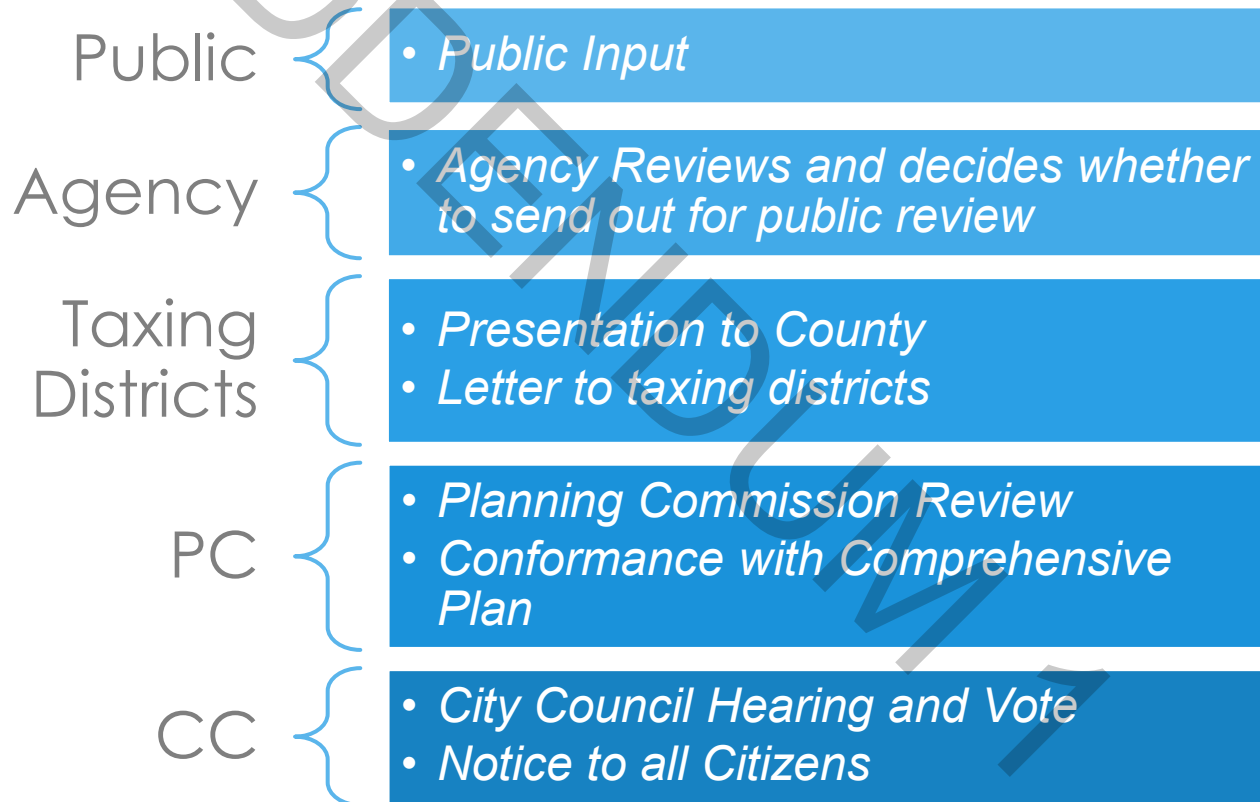 Public
• Public Input
Agency
• Agency Reviews and decides whether
to send out for public review
Taxing
Districts
• Presentation to County
• Letter to taxing districts
PC
• Planning Commission Review
• Conformance with Comprehensive
Plan
CC
• City Council Hearing and Vote
• Notice to all Citizens
UDENDUM 1